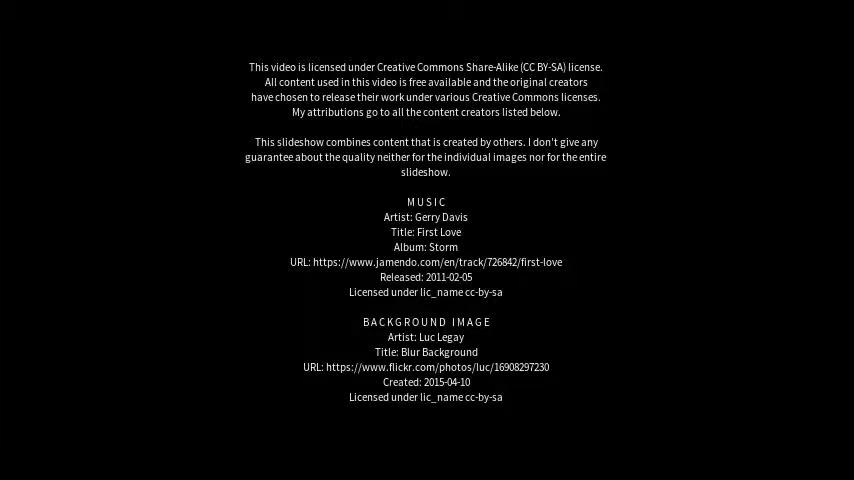 This video is licensed under Creative Commons Share-Alike (CC BY-SA) license.
All content used in this video is free available and the original creators
have chosen to release their work under various Creative Commons licenses.
My attributions go to all the content creators listed below.
This slideshow combines content that is created by others. I don't give any
guarantee about the quality neither for the individual images nor for the entire
slideshow.
MUSIC
Artist: Gerry Davis
Title: First Love
Album: Storm
URL: https://www.jamendo.com/en/track/726842/first-love
Released: 2011-02-05
Licensed under lic_name cc-by-sa
BACKGROUND IMAGE
Artist: Luc Legay
Title: Blur Background
URL: https://www.flickr.com/photos/luc/16908297230
Created: 2015-04-10
Licensed under lic_name cc-by-sa